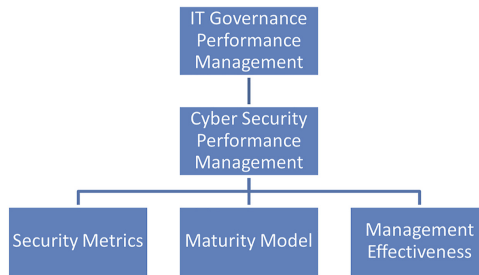 IT Governance
Performance
Management
Cyber Security
Performance
Management
Security Metrics
Maturity Model
Management
Effectiveness